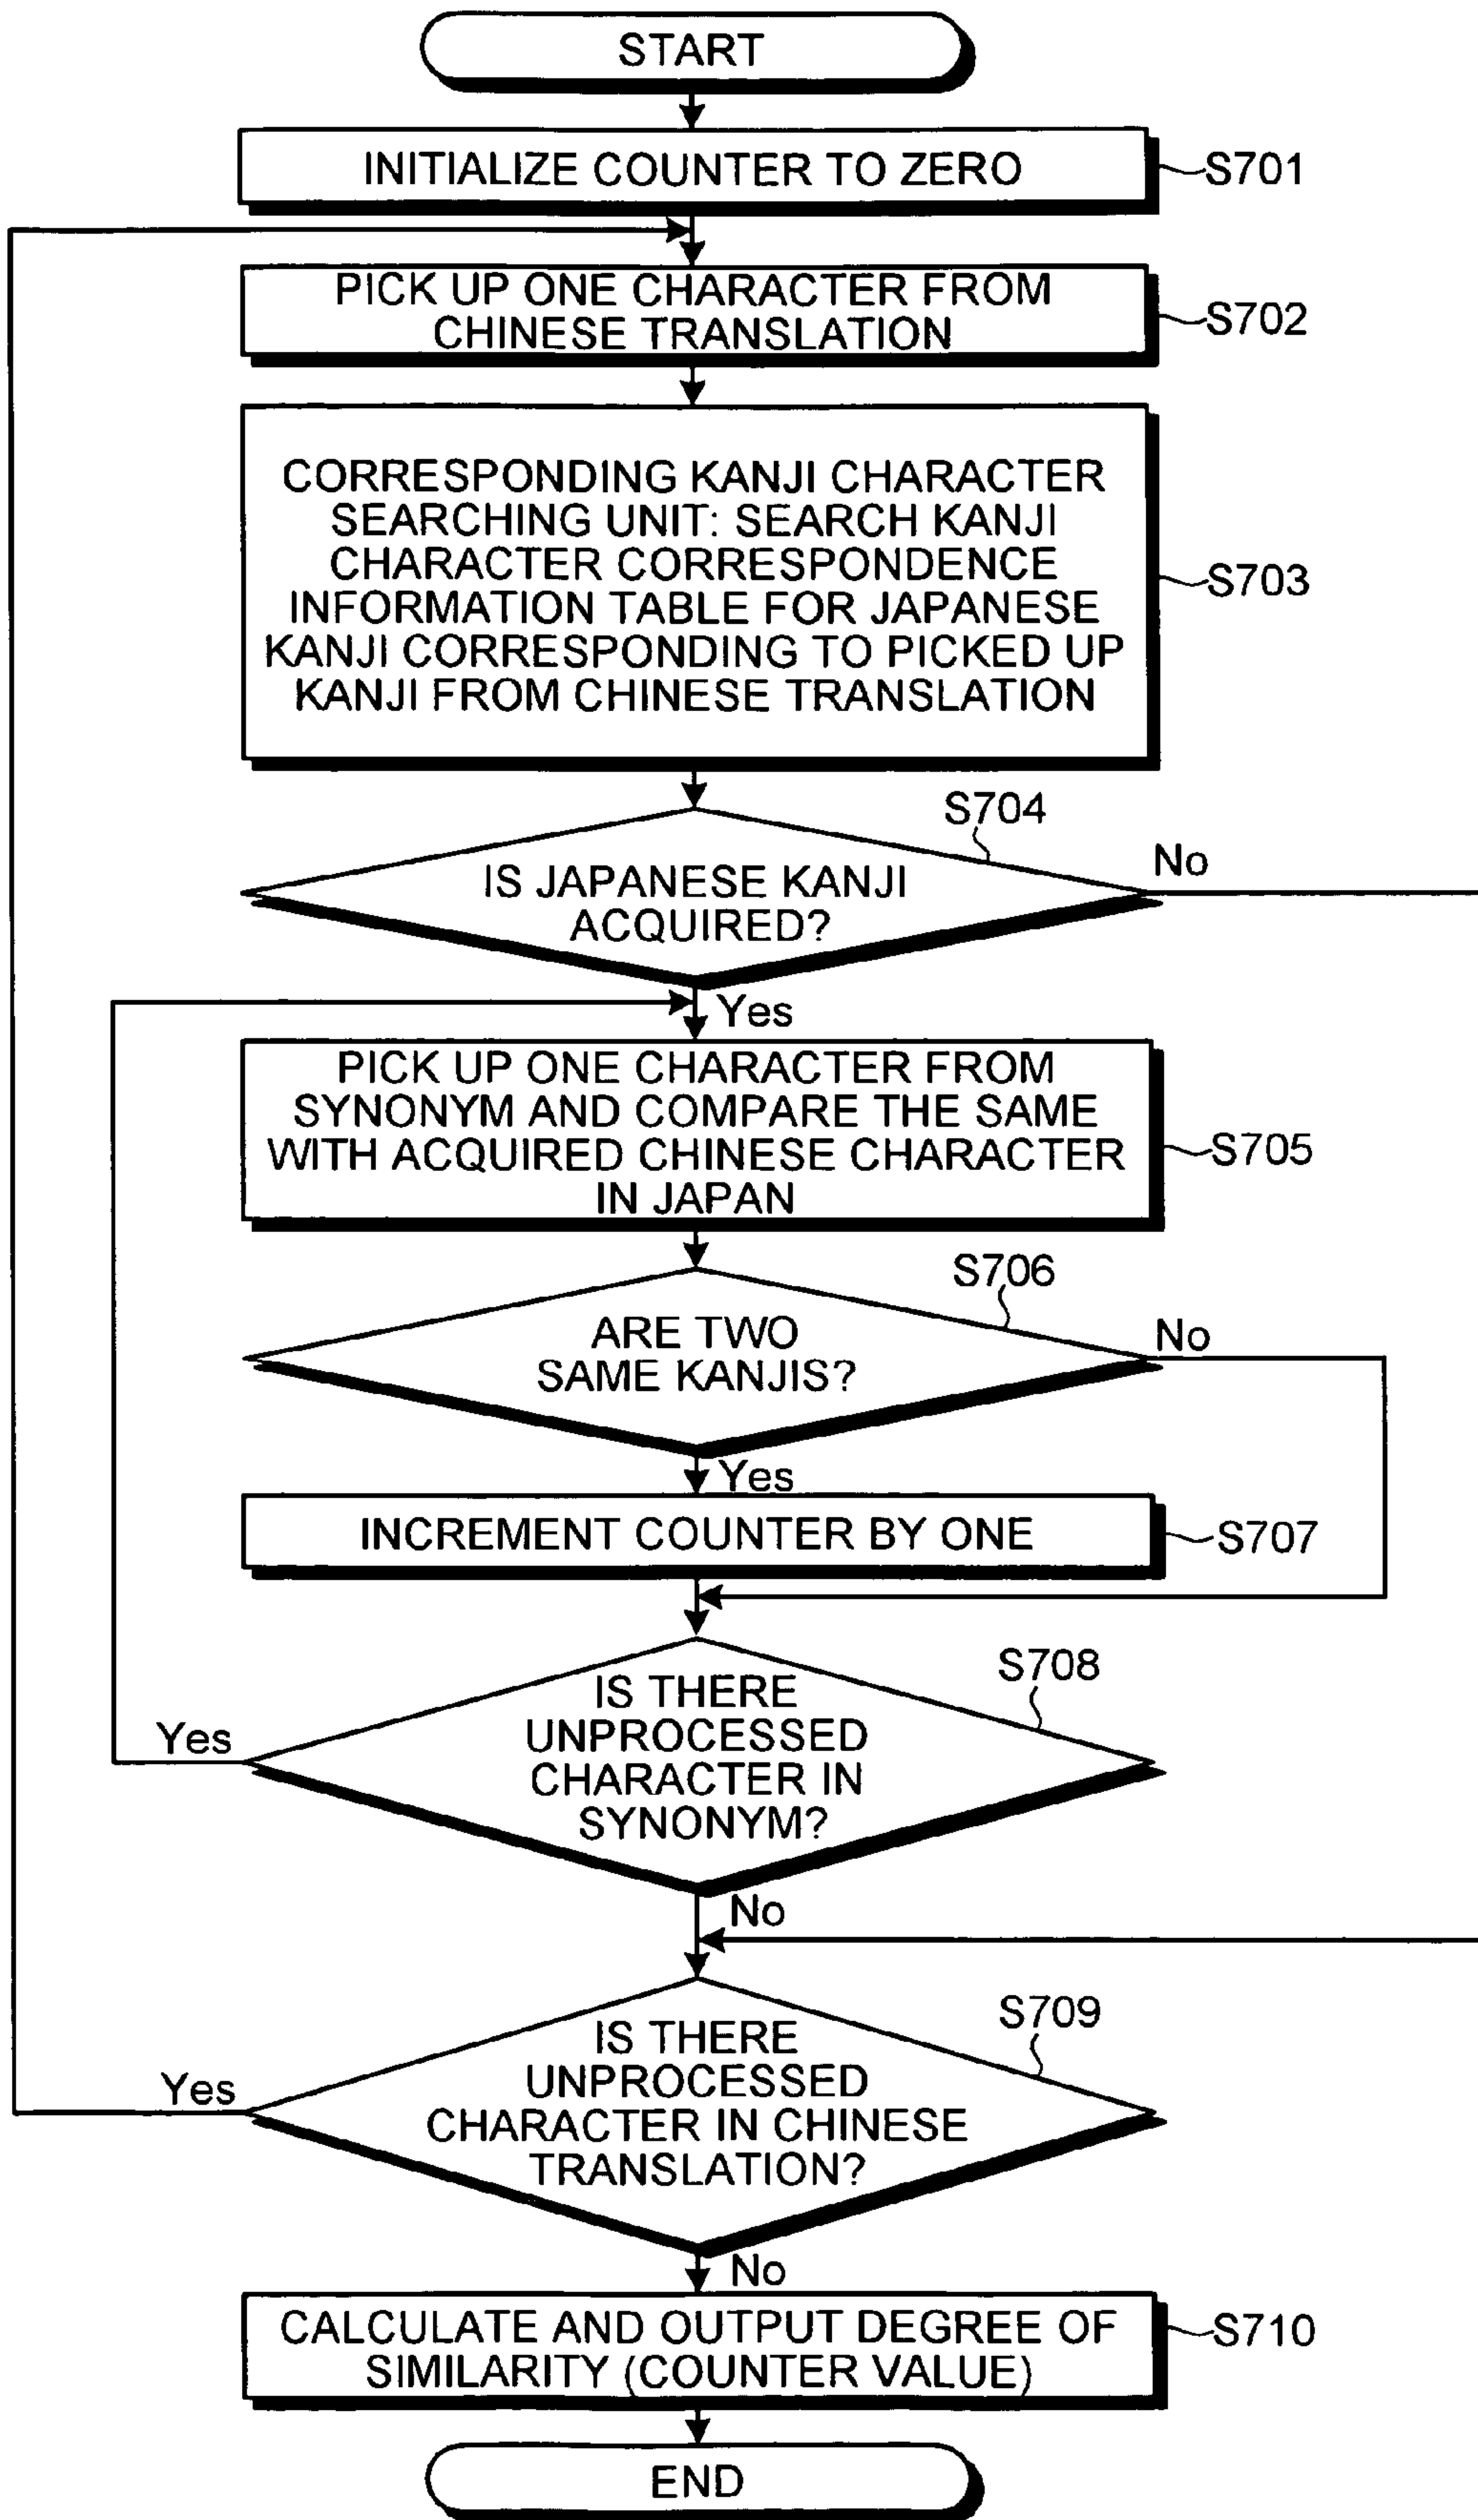 START
INITIALIZE COUNTER TO ZERO
S701
PICK UP ONE CHARACTER FROM
CHINESE TRANSLATION
S702
CORRESPONDING KANJI CHARACTER
SEARCHING UNIT: SEARCH KANJI
CHARACTER CORRESPONDENCE
INFORMATION TABLE FOR JAPANESE
KANJI CORRESPONDING TO PICKED UP
KANJI FROM CHINESE TRANSLATION
S703
S704
IS JAPANESE KANJI
ACQUIRED?
No
Yes
PICK UP ONE CHARACTER FROM
SYNONYM AND COMPARE THE SAME
WITH ACQUIRED CHINESE CHARACTER
IN JAPAN
S705
S706
ARE TWO
SAME KANJIS?
No
Yes
INCREMENT COUNTER BY ONE
S707
S708
IS THERE
UNPROCESSED
CHARACTER IN
SYNONYM?
Yes
No
S709
IS THERE
UNPROCESSED
CHARACTER IN CHINESE
TRANSLATION?
Yes
No
CALCULATE AND OUTPUT DEGREE OF
SIMILARITY (COUNTER VALUE)
S710
END